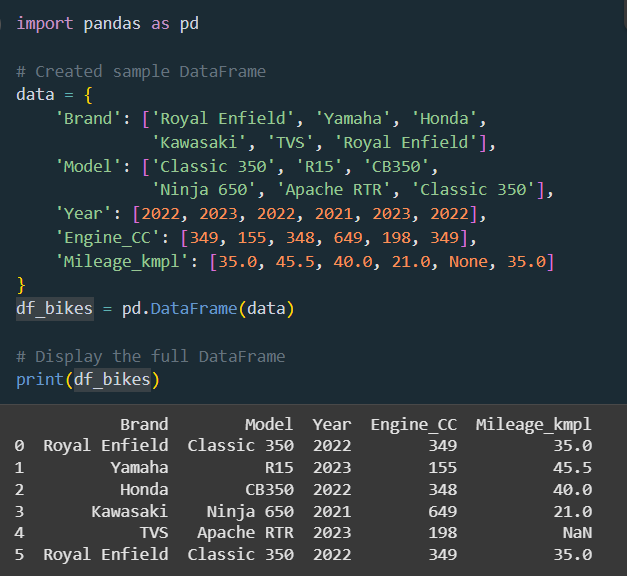 import pandas as pd
# Created sample DataFrame
data = {
    'Brand': ['Royal Enfield', 'Yamaha', 'Honda',
              'Kawasaki', 'TVS', 'Royal Enfield'],
    'Model': ['Classic 350', 'R15', 'CB350',
              'Ninja 650', 'Apache RTR', 'Classic 350'],
    'Year': [2022, 2023, 2022, 2021, 2023, 2022],
    'Engine_CC': [349, 155, 348, 649, 198, 349],
    'Mileage_kmpl': [35.0, 45.5, 40.0, 21.0, None, 35.0]
}
df_bikes = pd.DataFrame(data)
# Display the full DataFrame
print(df_bikes)
           Brand        Model  Year  Engine_CC  Mileage_kmpl
0  Royal Enfield  Classic 350  2022        349          35.0
1         Yamaha          R15  2023        155          45.5
2          Honda        CB350  2022        348          40.0
3       Kawasaki    Ninja 650  2021        649          21.0
4            TVS   Apache RTR  2023        198           NaN
5  Royal Enfield  Classic 350  2022        349          35.0